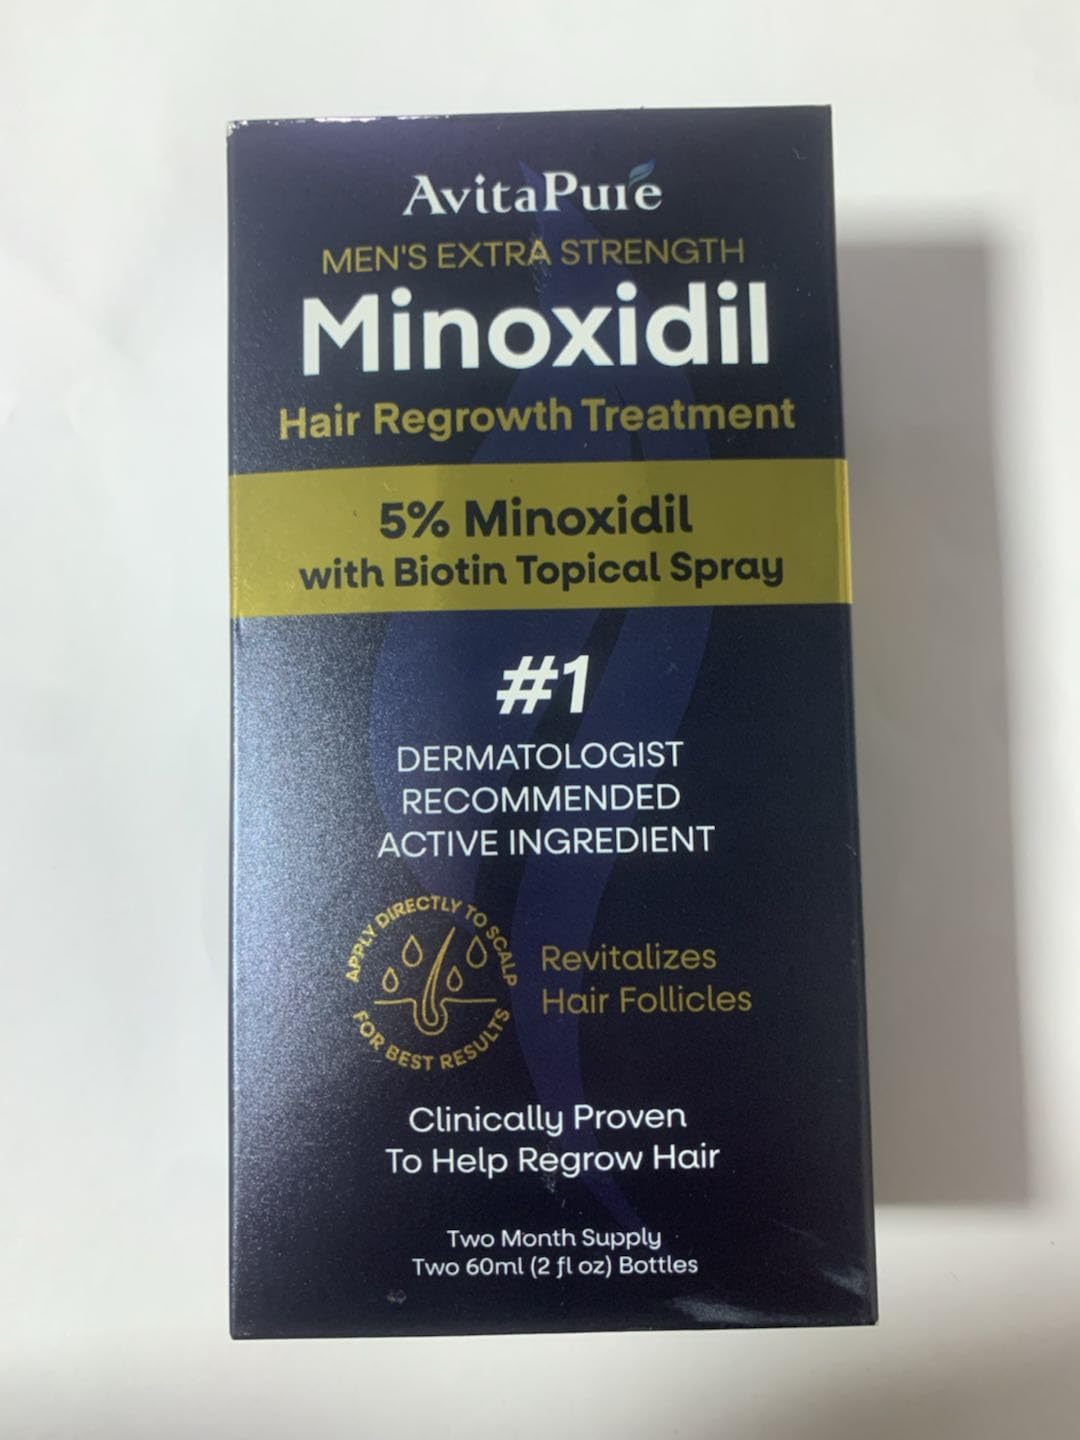 AvitaPure
MEN'S EXTRA STRENGTH
Minoxidil
Hair Regrowth Treatment
5% Minoxidil
with Biotin Topical Spray
#1
DERMATOLOGIST
RECOMMENDED
ACTIVE INGREDIENT
APPLY DIRECTLY TO SCALP
FOR BEST RESULTS
Revitalizes
Hair Follicles
Clinically Proven
To Help Regrow Hair
Two Month Supply
Two 60ml (2 fl oz) Bottles